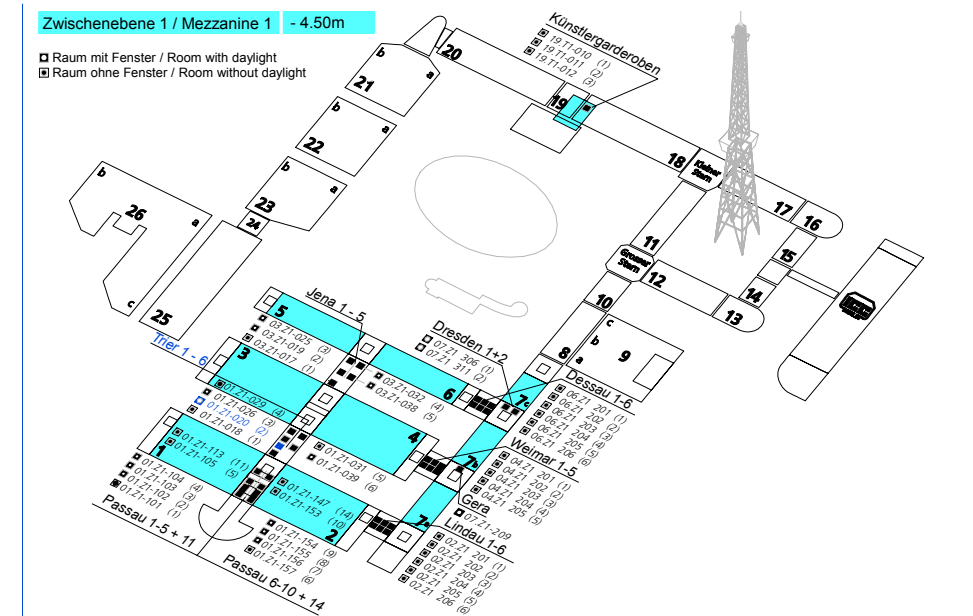 Zwischenebene 1 / Mezzanine 1 - 4.50m
Raum mit Fenster / Room with daylight
Raum ohne Fenster / Room without daylight
Künstlergarderoben
19.T1-010 (1)
19.T1-011 (2)
19.T1-012 (3)
20
b
21
a
19
b
22
a
18
Kleiner
Stern
b
23
a
17
16
b
26
a
24
11
15
Grosser
Stern
12
14
13
c
25
10
c
b
9
a
8
Jena 1 - 5
5
03.Z1-025 (3)
03.Z1-019 (2)
03.Z1-017 (1)
Dresden 1+2
07.Z1 306 (1)
07.Z1 311 (2)
Trier 1 - 6
3
01.Z1-029 (4)
01.Z1-026 (3)
01.Z1-020 (2)
01.Z1-018 (1)
03.Z1-032 (4)
03.Z1-038 (5)
6
7c
Dessau 1-6
06.Z1 201 (1)
06.Z1 202 (2)
06.Z1 203 (3)
06.Z1 204 (4)
06.Z1 205 (5)
06.Z1 206 (6)
4
01.Z1-031 (5)
01.Z1-039 (6)
7b
Weimar 1-5
04.Z1 201 (1)
04.Z1 202 (2)
04.Z1 203 (3)
04.Z1 204 (4)
04.Z1 205 (5)
Gera
07.Z1-209
1
01.Z1-113 (11)
01.Z1-105 (5)
01.Z1-104 (4)
01.Z1-103 (3)
01.Z1-102 (2)
01.Z1-101 (1)
Passau 1-5 + 11
01.Z1-147 (14)
01.Z1-153 (10)
2
01.Z1-154 (9)
01.Z1-155 (8)
01.Z1-156 (7)
01.Z1-157 (6)
Passau 6-10 + 14
7a
Lindau 1-6
02.Z1 201 (1)
02.Z1 202 (2)
02.Z1 203 (3)
02.Z1 204 (4)
02.Z1 205 (5)
02.Z1 206 (6)